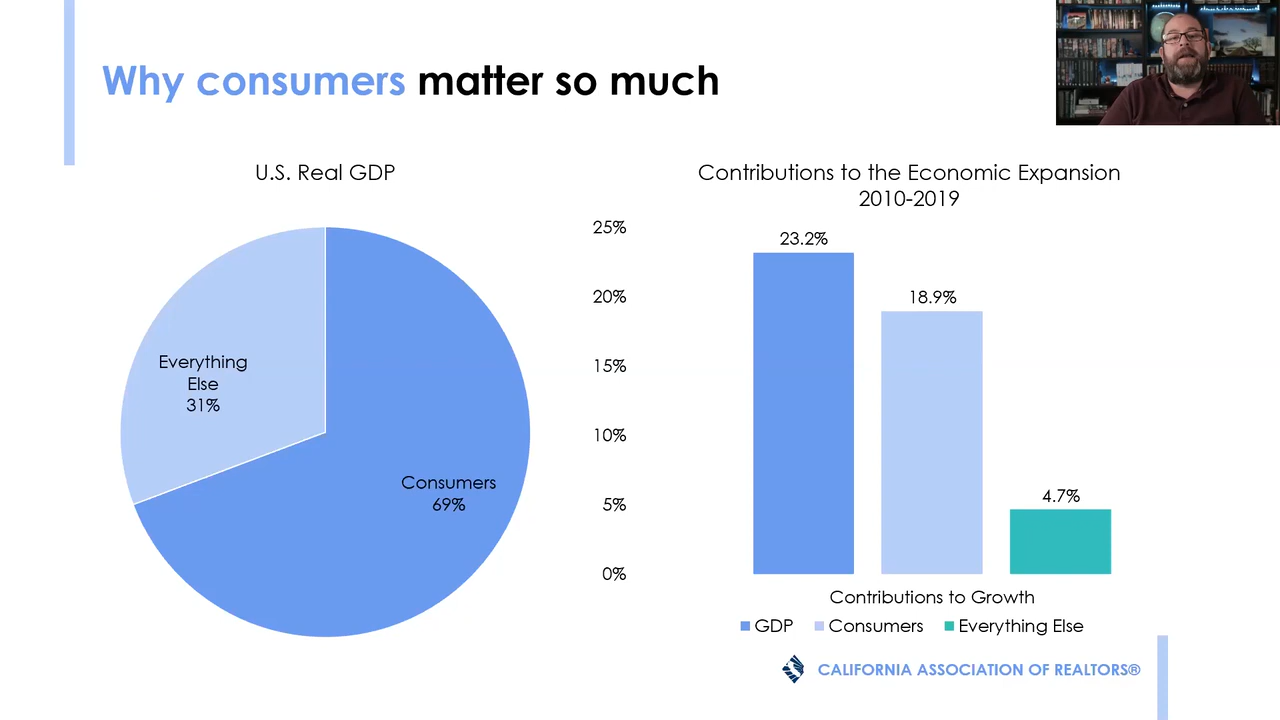 Why consumers matter so much
U.S. Real GDP
Everything
Else
31%
Consumers
69%
Contributions to the Economic Expansion
2010-2019
25%
20%
15%
10%
5%
0%
23.2%
18.9%
4.7%
Contributions to Growth
GDP
Consumers
Everything Else
CALIFORNIA ASSOCIATION OF REALTORS®